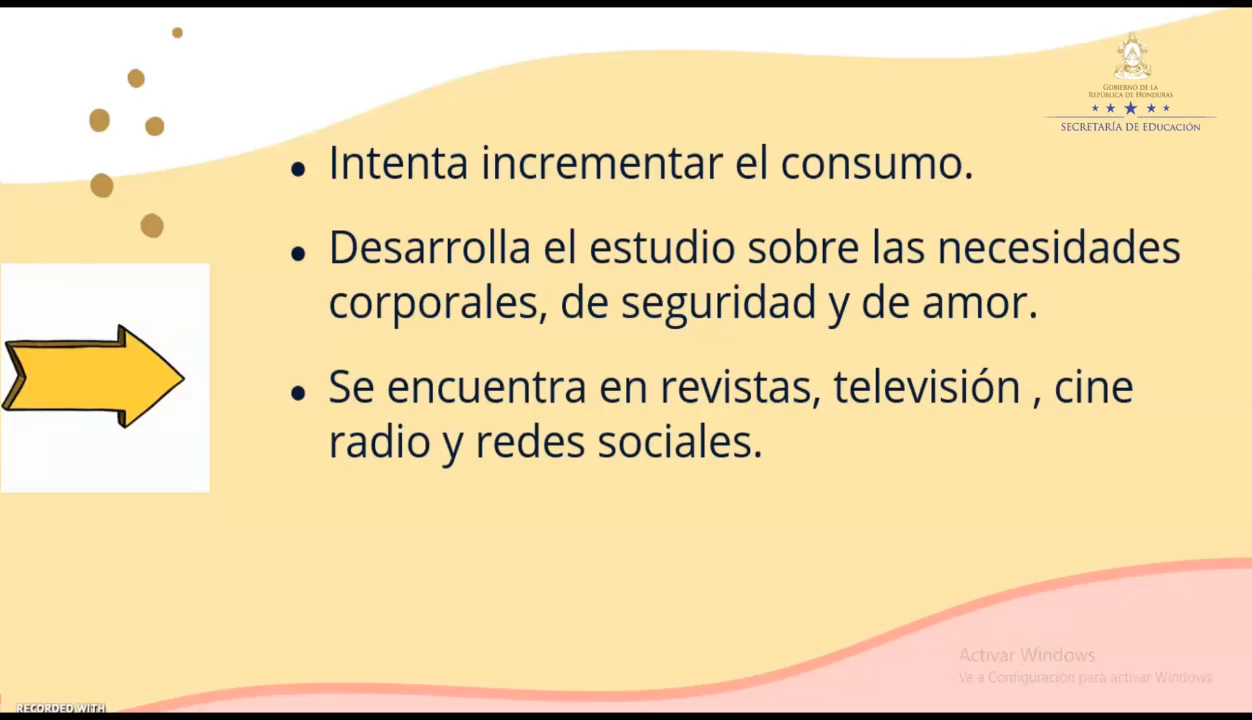 GOBIERNO DE LA
REPÚBLICA DE HONDURAS
SECRETARÍA DE EDUCACIÓN
• Intenta incrementar el consumo.
• Desarrolla el estudio sobre las necesidades
corporales, de seguridad y de amor.
• Se encuentra en revistas, televisión , cine
radio y redes sociales.
Activar Windows
Ve a Configuración para activar Windows
RECORDED WITH